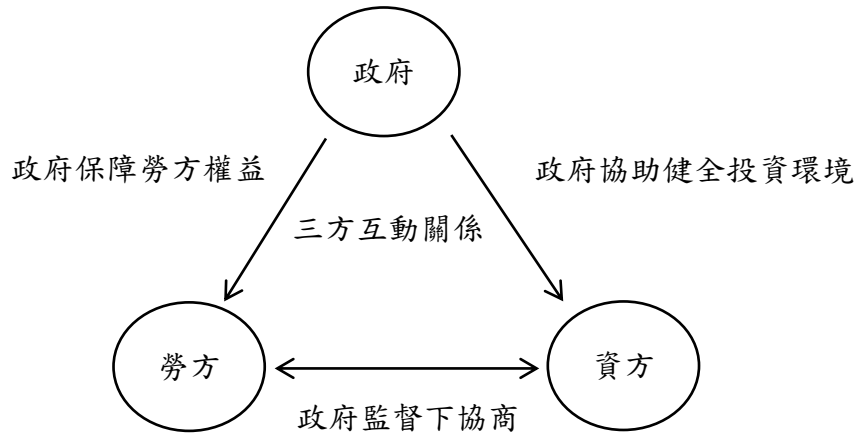 政府
政府保障勞方權益
政府協助健全投資環境
三方互動關係
勞方
資方
政府監督下協商